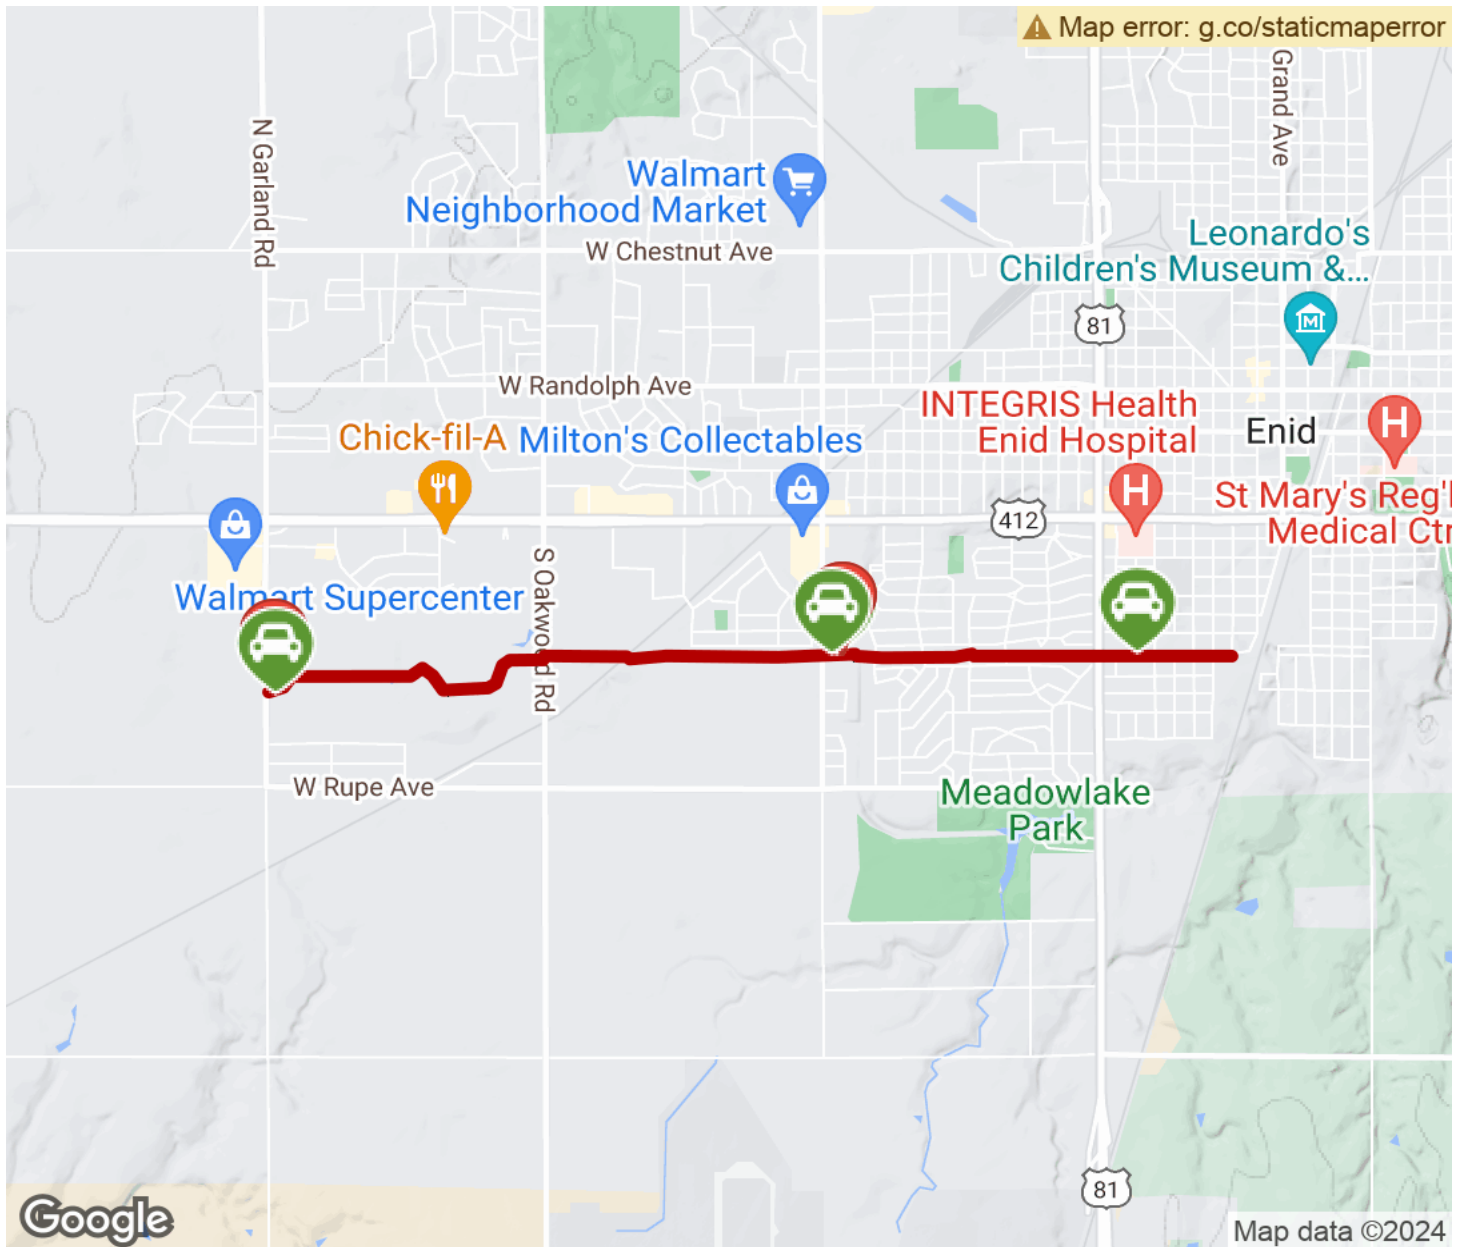 Map error: g.co/staticmaperror
Grand Ave
N Garland Rd
Walmart
Neighborhood Market
W Chestnut Ave
Leonardo's
Children's Museum &...
81
W Randolph Ave
INTEGRIS Health
Enid Hospital
Chick-fil-A
Milton's Collectables
Enid
St Mary's Reg'l
Medical Ctr
412
S Oakwood Rd
Walmart Supercenter
W Rupe Ave
Meadowlake
Park
81
Google
Map data ©2024